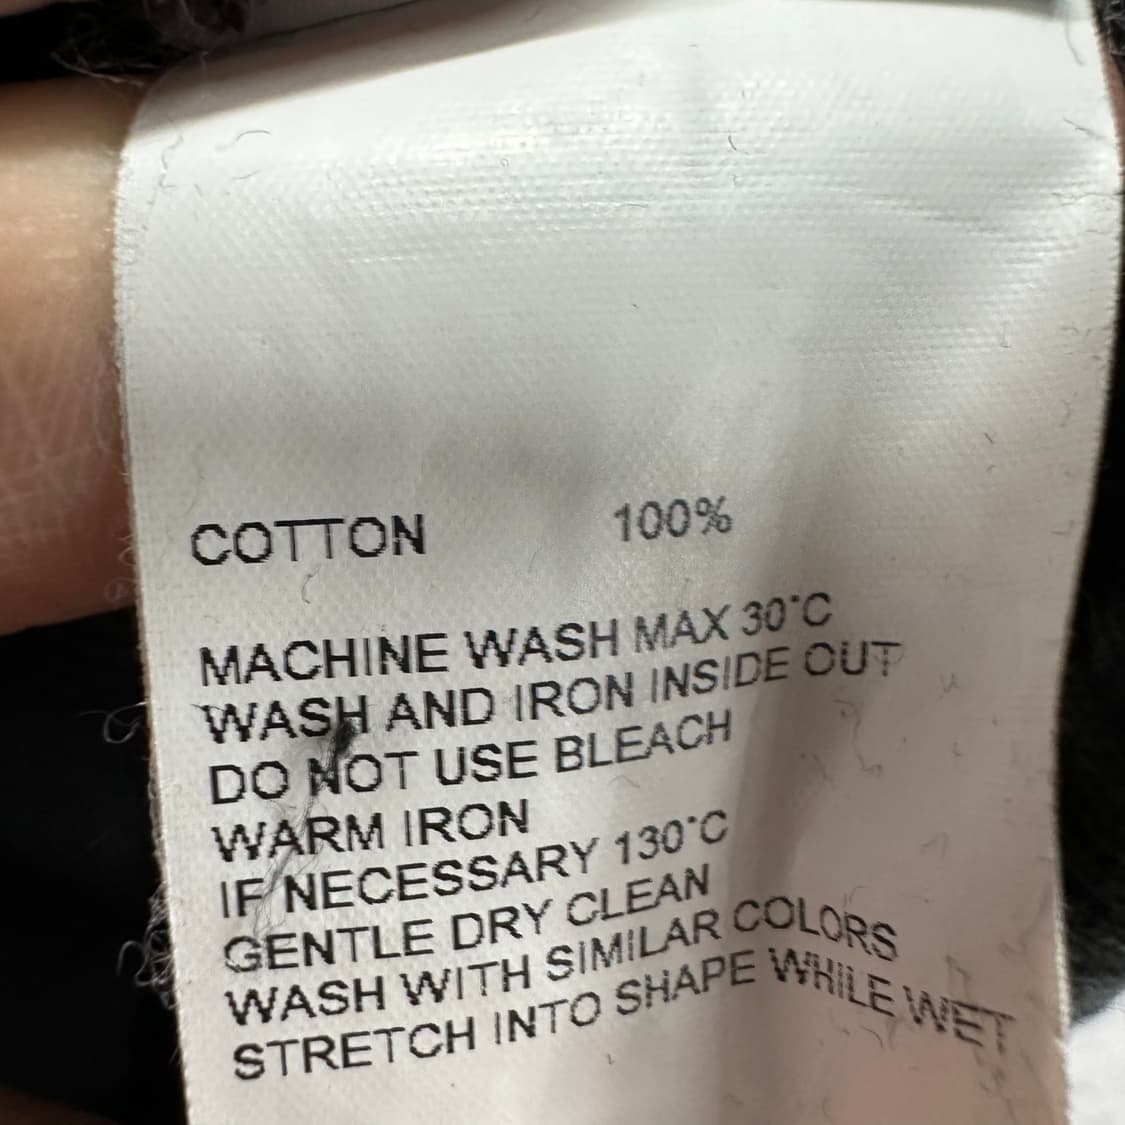 COTTON 100%
MACHINE WASH MAX 30°C
WASH AND IRON INSIDE OUT
DO NOT USE BLEACH
WARM IRON
IF NECESSARY 130°C
GENTLE DRY CLEAN
WASH WITH SIMILAR COLORS
STRETCH INTO SHAPE WHILE WET